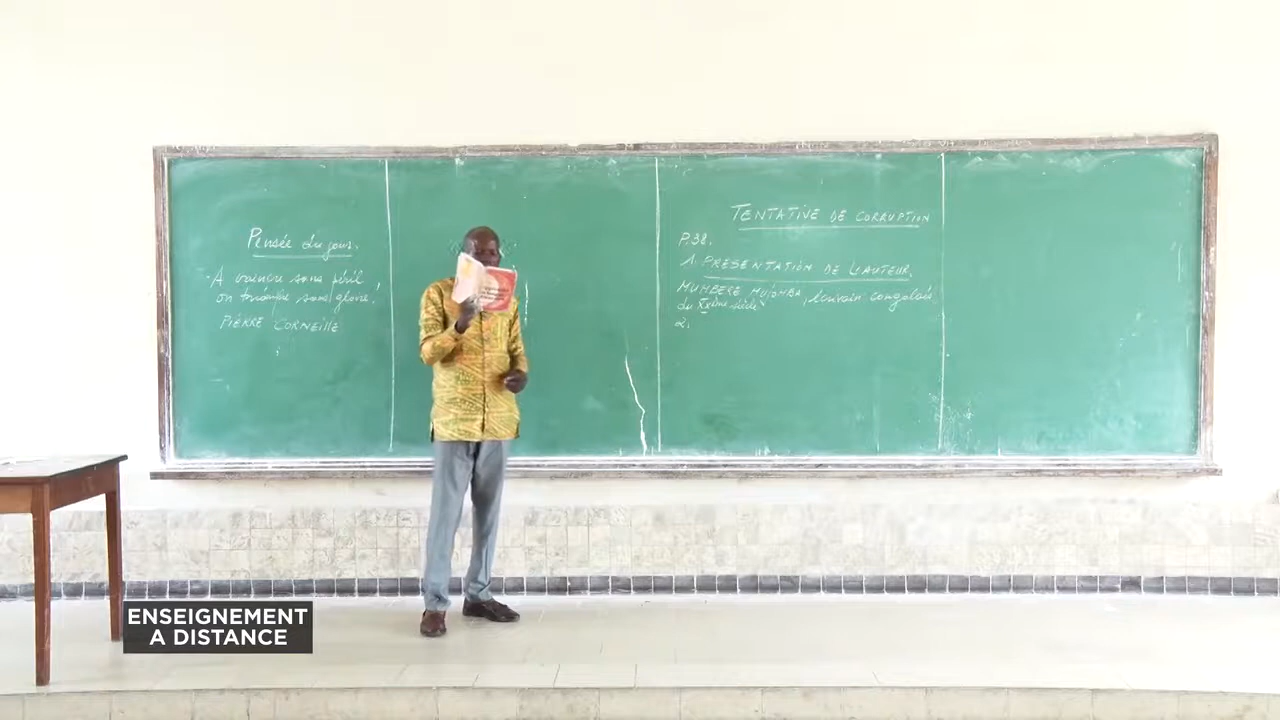 Pensée du jour.
"A vaincre sans péril
on triomphe sans gloire!
PIERRE CORNEILLE
TENTATIVE DE CORRUPTION
P.38.
1. PRESENTATION DE L'AUTEUR,
MUMBERE MUJOMBA, écrivain congolais
du XXème siècle
2.
ENSEIGNEMENT
A DISTANCE